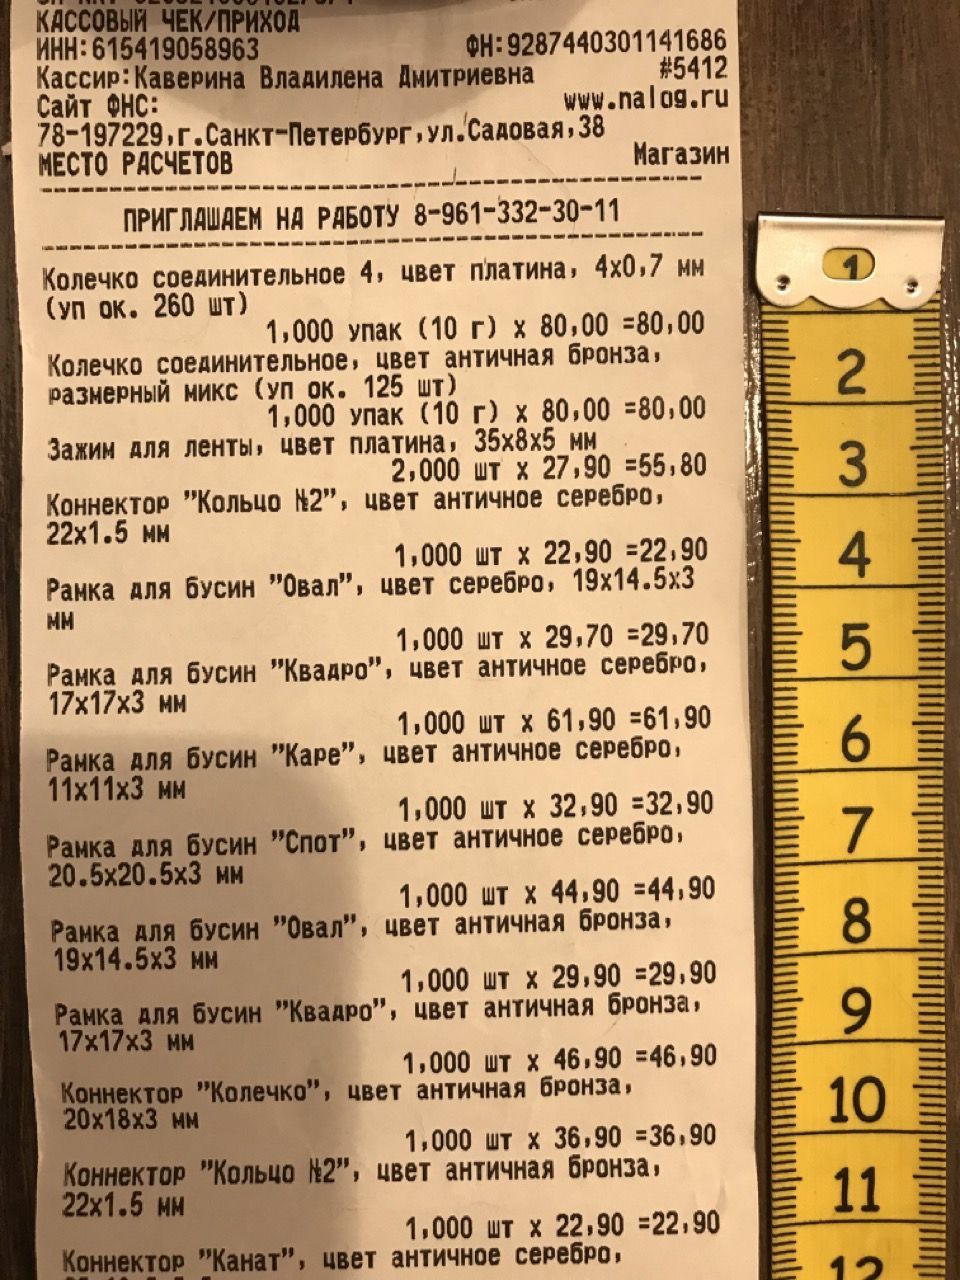 КАССОВЫЙ ЧЕК/ПРИХОД
ИНН:615419058963 ФН:9287440301141686
Кассир:Каверина Владилена Дмитриевна #5412
Сайт ФНС: www.nalog.ru
78-197229,г.Санкт-Петербург,ул.Садовая,38
МЕСТО РАСЧЕТОВ Магазин
ПРИГЛАШАЕМ НА РАБОТУ 8-961-332-30-11
Колечко соединительное 4, цвет платина, 4х0,7 мм
(уп ок. 260 шт)
1,000 упак (10 г) х 80,00 =80,00
Колечко соединительное, цвет античная бронза,
размерный микс (уп ок. 125 шт)
1,000 упак (10 г) х 80,00 =80,00
Зажим для ленты, цвет платина, 35х8х5 мм
2,000 шт х 27,90 =55,80
Коннектор "Кольцо №2", цвет античное серебро,
22х1.5 мм
1,000 шт х 22,90 =22,90
Рамка для бусин "Овал", цвет серебро, 19х14.5х3
мм
1,000 шт х 29,70 =29,70
Рамка для бусин "Квадро", цвет античное серебро,
17х17х3 мм
1,000 шт х 61,90 =61,90
Рамка для бусин "Каре", цвет античное серебро,
11х11х3 мм
1,000 шт х 32,90 =32,90
Рамка для бусин "Спот", цвет античное серебро,
20.5х20.5х3 мм
1,000 шт х 44,90 =44,90
Рамка для бусин "Овал", цвет античная бронза,
19х14.5х3 мм
1,000 шт х 29,90 =29,90
Рамка для бусин "Квадро", цвет античная бронза,
17х17х3 мм
1,000 шт х 46,90 =46,90
Коннектор "Колечко", цвет античная бронза,
20х18х3 мм
1,000 шт х 36,90 =36,90
Коннектор "Кольцо №2", цвет античная бронза,
22х1.5 мм
1,000 шт х 22,90 =22,90
Коннектор "Канат", цвет античное серебро,
1
2
3
4
5
6
7
8
9
10
11
12